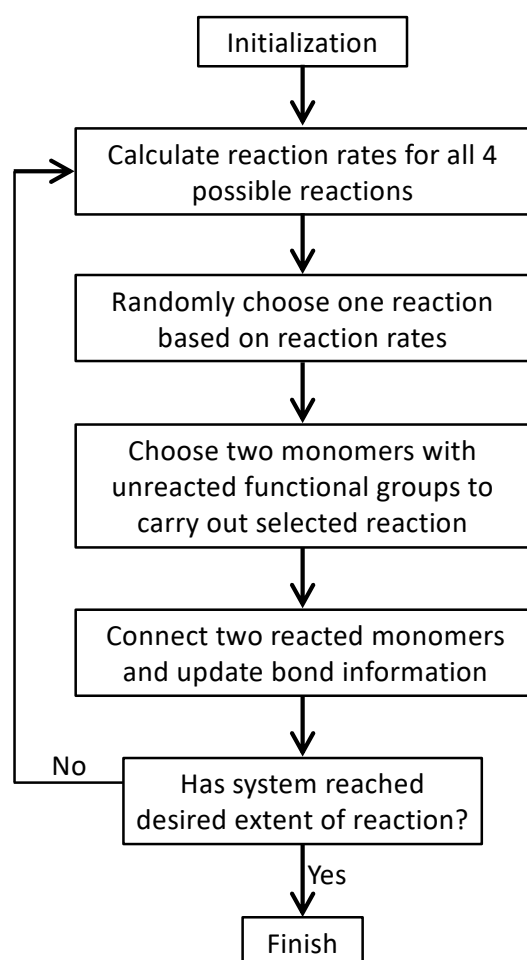 Initialization
Calculate reaction rates for all 4
possible reactions
Randomly choose one reaction
based on reaction rates
Choose two monomers with
unreacted functional groups to
carry out selected reaction
Connect two reacted monomers
and update bond information
No
Has system reached
desired extent of reaction?
Yes
Finish